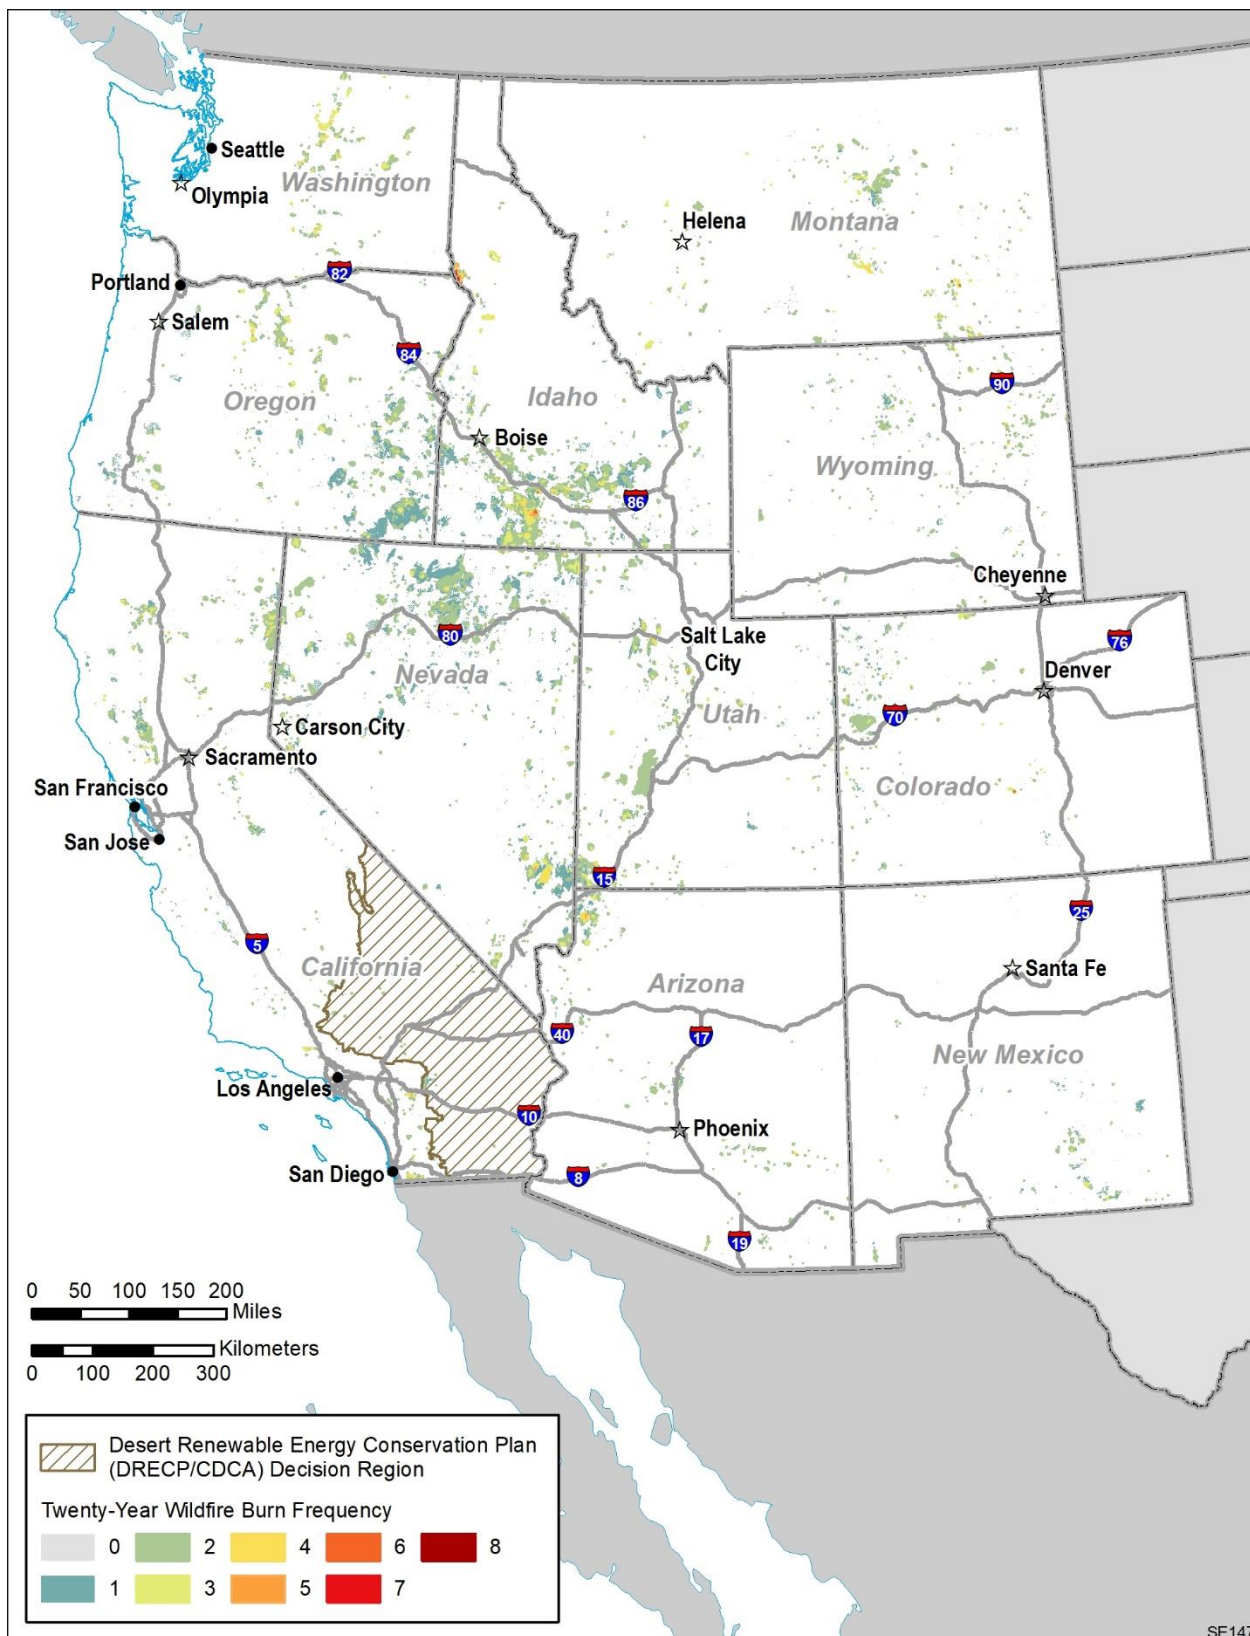 Seattle
Olympia
Washington
Helena
Montana
82
Portland
Salem
84
90
Oregon
Idaho
Boise
Wyoming
86
Cheyenne
80
Salt Lake
City
76
Nevada
Denver
Carson City
Utah
70
Sacramento
San Francisco
Colorado
San Jose
15
25
5
California
Santa Fe
Arizona
40
17
New Mexico
Los Angeles
10
Phoenix
San Diego
8
19
0 50 100 150 200
Miles
Kilometers
0 100 200 300
Desert Renewable Energy Conservation Plan
(DRECP/CDCA) Decision Region
Twenty-Year Wildfire Burn Frequency
0 2 4 6 8
1 3 5 7
SE147